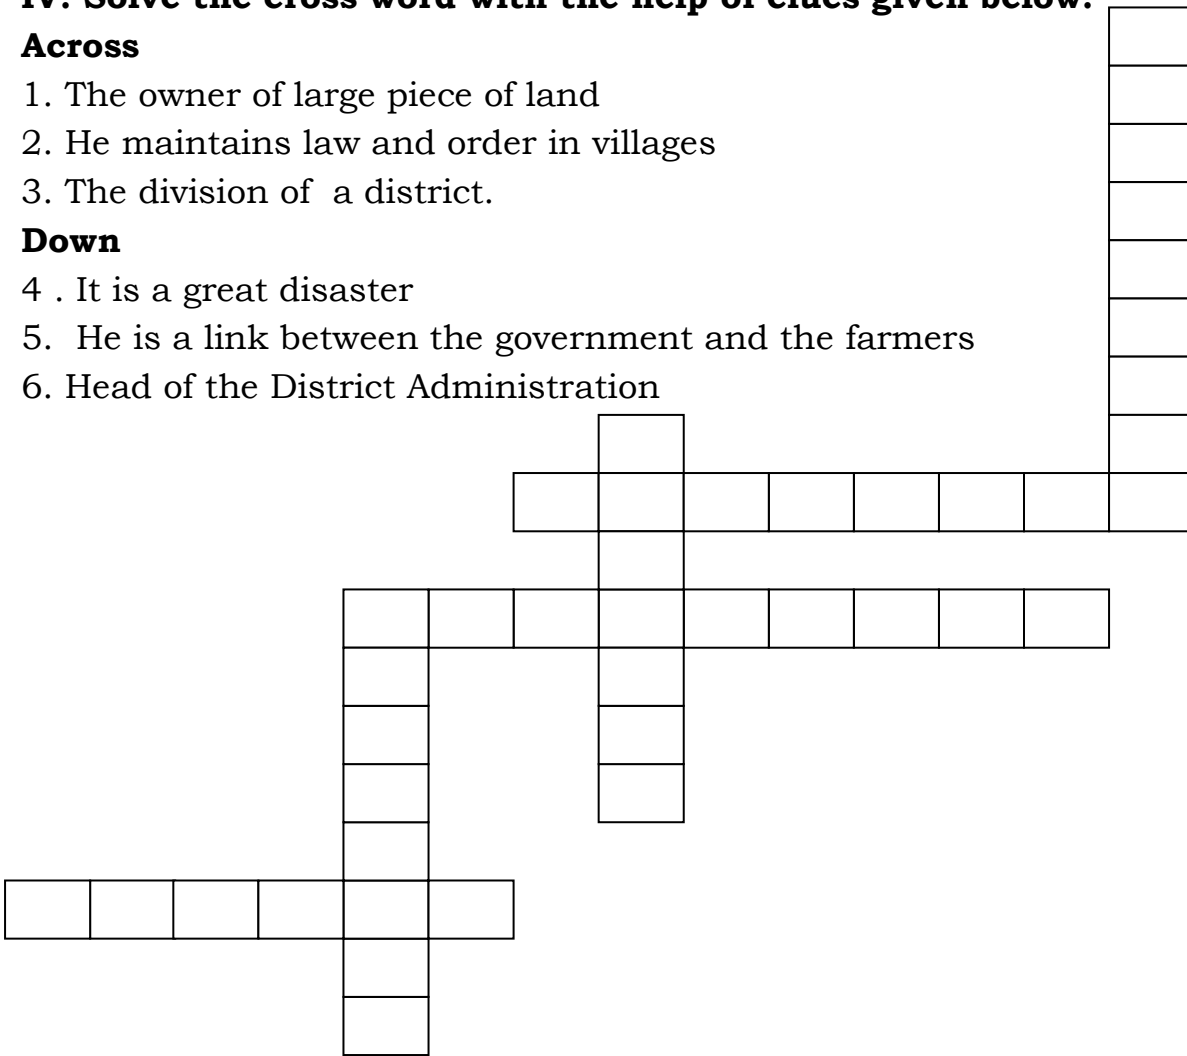 IV. Solve the cross word with the help of clues given below.
Across
1. The owner of large piece of land
2. He maintains law and order in villages
3. The division of  a district.
Down
4 . It is a great disaster
5.  He is a link between the government and the farmers
6. Head of the District Administration